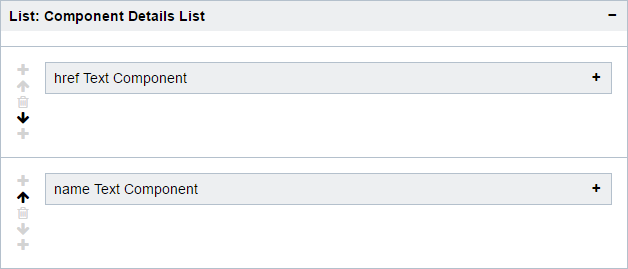 List: Component Details List
href Text Component
name Text Component